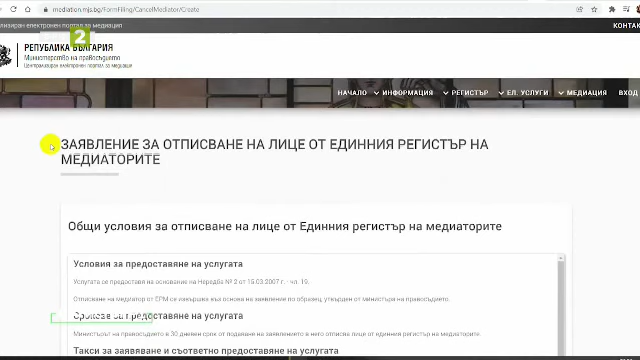 mediation.mjs.bg/FormFiling/CancelMediator/Create
лизиран електронен портал за медиация
КОНТАК
2
РЕПУБЛИКА БЪЛГАРИЯ
Министерство на правосъдието
Централизиран електронен портал за медиация
НАЧАЛО ИНФОРМАЦИЯ РЕГИСТЪР ЕЛ. УСЛУГИ МЕДИАЦИЯ ВХОД
ЗАЯВЛЕНИЕ ЗА ОТПИСВАНЕ НА ЛИЦЕ ОТ ЕДИННИЯ РЕГИСТЪР НА
МЕДИАТОРИТЕ
Общи условия за отписване на лице от Единния регистър на медиаторите
Условия за предоставяне на услугата
Услугата се предоставя на основание на Наредба № 2 от 15.03.2007 г. - чл. 19.
Отписване на медиатор от ЕРМ се извършва въз основа на заявление по образец, утвърден от министъра на правосъдието.
Срокове за предоставяне на услугата
Министерството на правосъдието в 30 дневен срок от подаване на заявлението в него отписва лице от единния регистър на медиаторите.
Такси за заявяване и съответно предоставяне на услугата